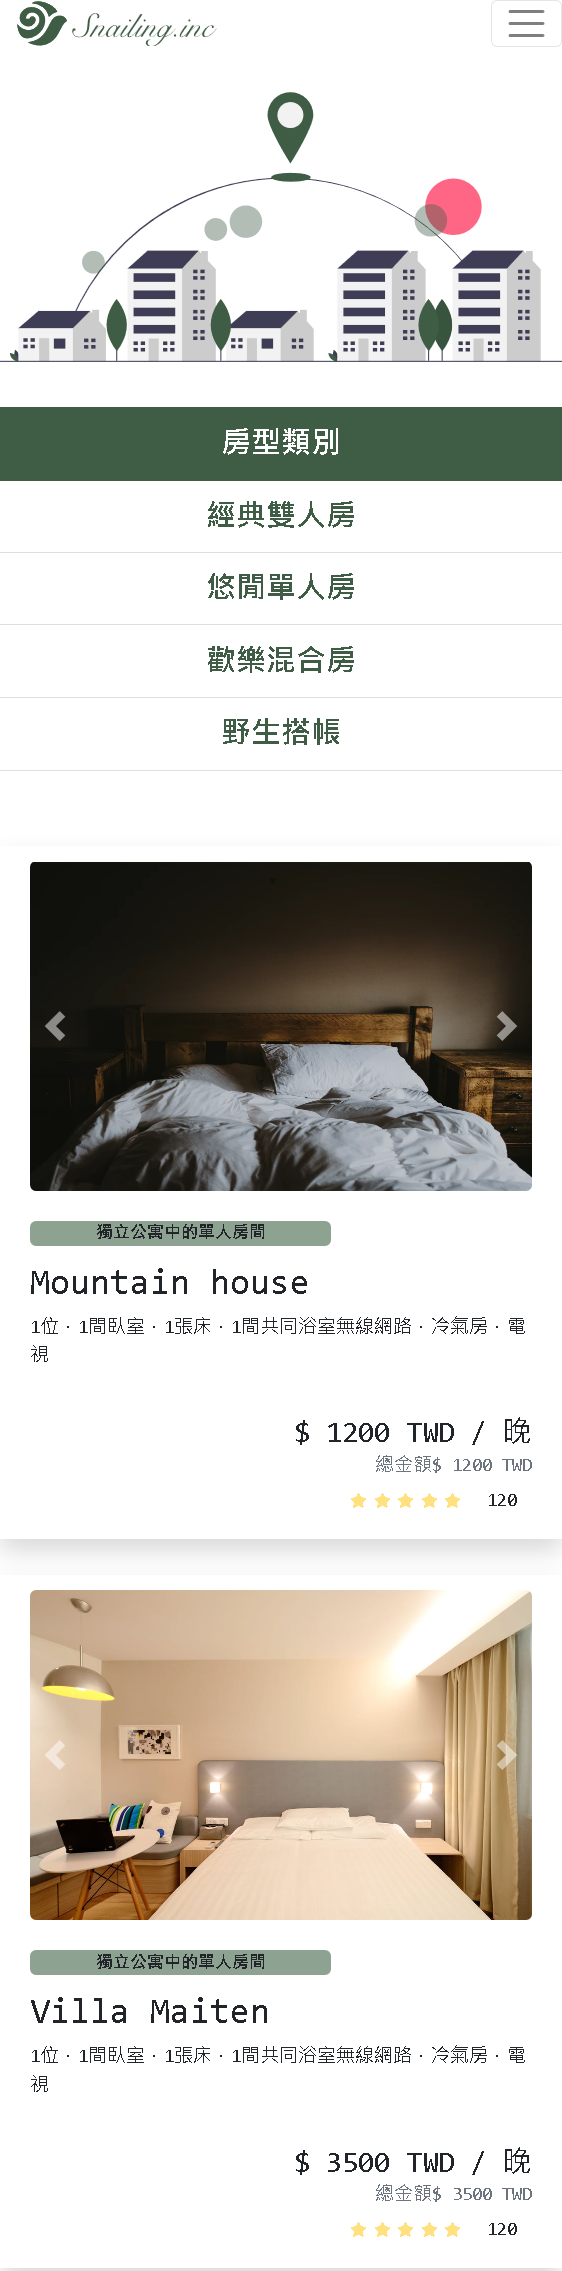 Snailing.inc
房型類別
經典雙人房
悠閒單人房
歡樂混合房
野生搭帳
獨立公寓中的單人房間
Mountain house
1位 · 1間臥室 · 1張床 · 1間共同浴室無線網路 · 冷氣房 · 電
視
$ 1200 TWD / 晚
總金額$ 1200 TWD
120
獨立公寓中的單人房間
Villa Maiten
1位 · 1間臥室 · 1張床 · 1間共同浴室無線網路 · 冷氣房 · 電
視
$ 3500 TWD / 晚
總金額$ 3500 TWD
120